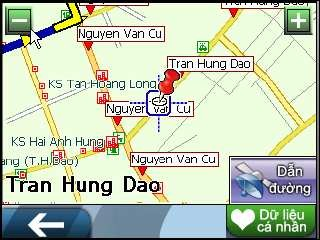 Nguyen Van Cu
Tran Hung Dao
KS Tan Hoang Long
Nguyen Van Cu
KS Hai Anh Hung
Nguyen Van Cu
ang (T.H.Dao)
Tran Hung Dao
Dẫn
đường
Dữ liệu
cá nhân